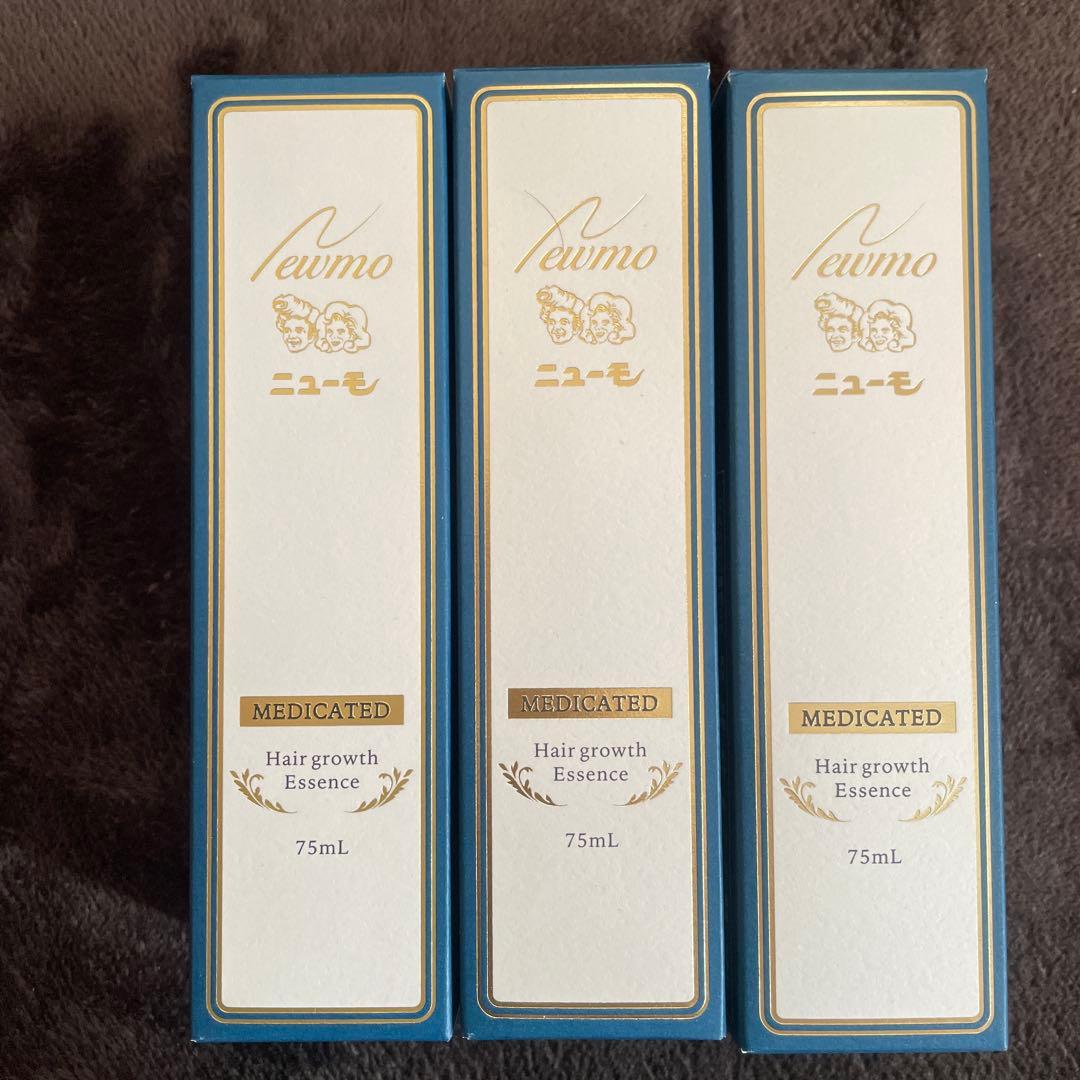 Newmo
ニューモ
MEDICATED
Hair growth
Essence
75mL
Newmo
ニューモ
MEDICATED
Hair growth
Essence
75mL
Newmo
ニューモ
MEDICATED
Hair growth
Essence
75mL